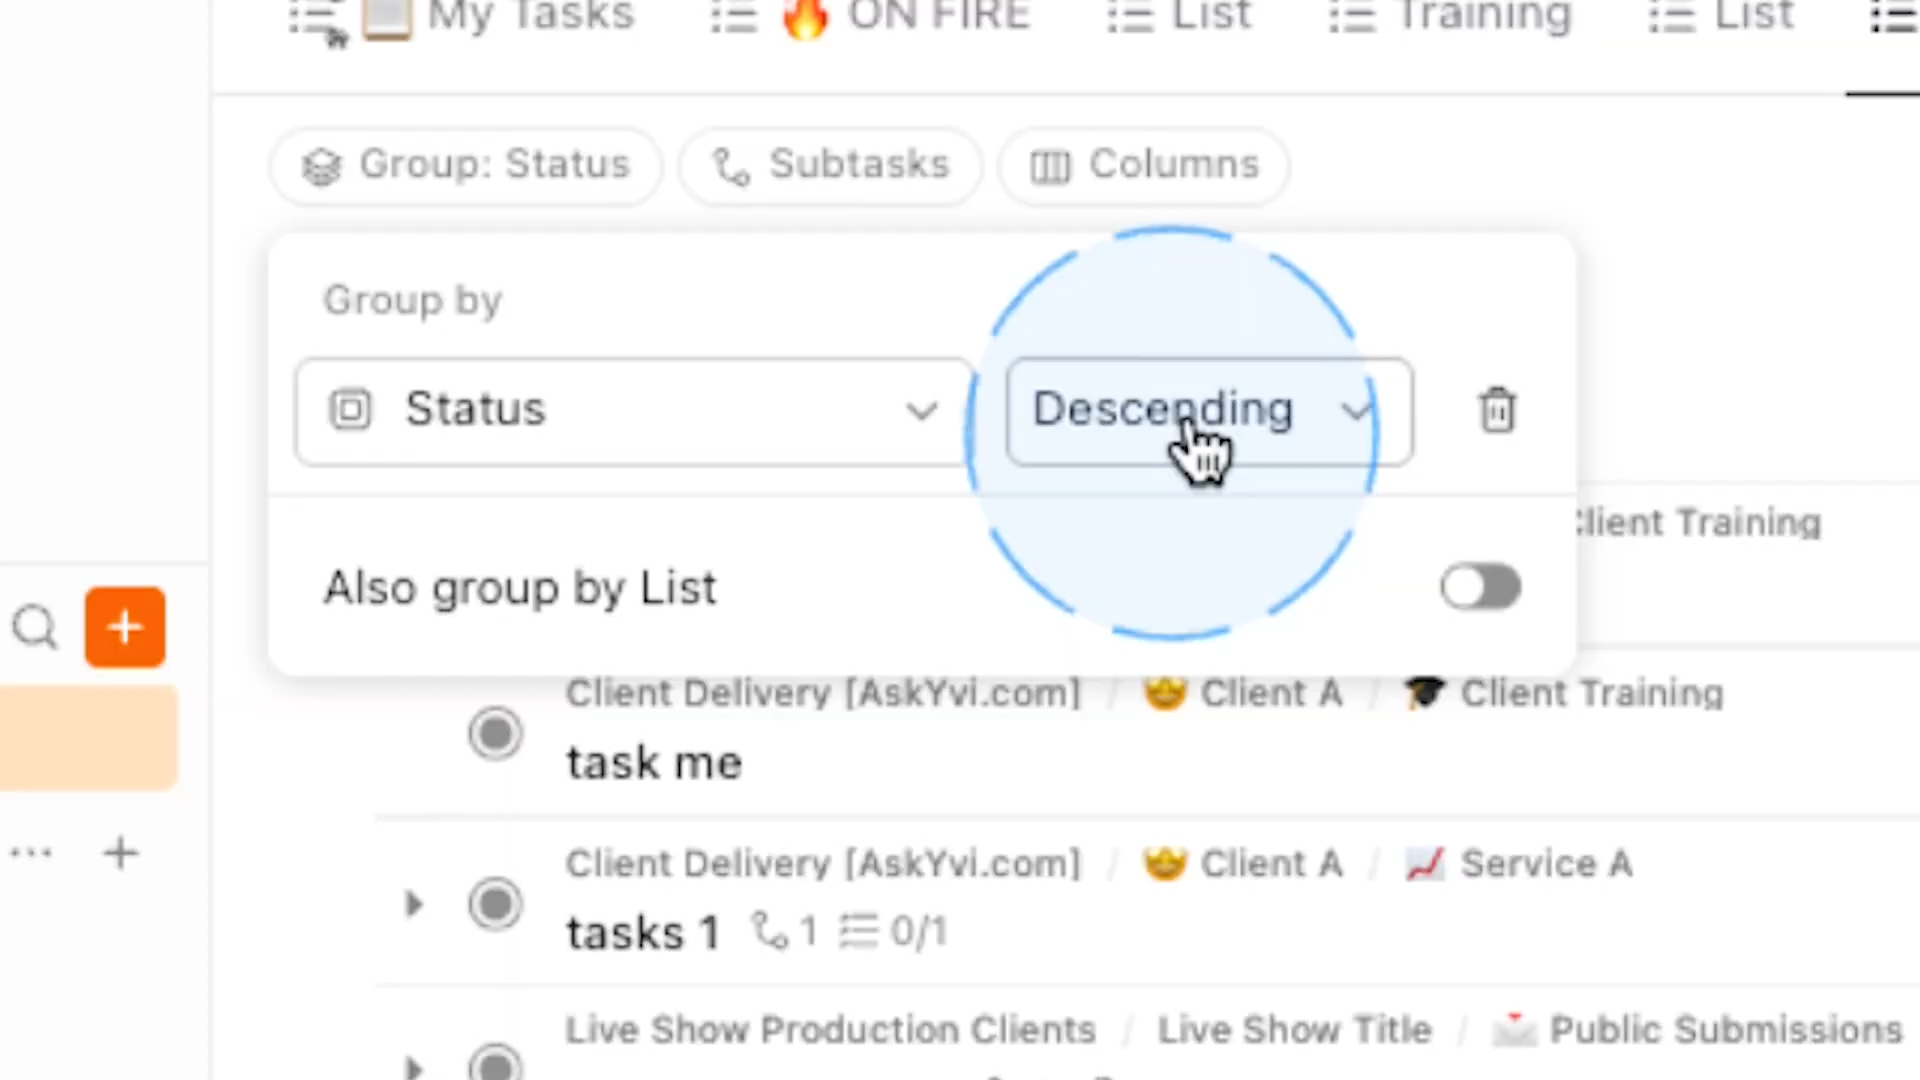 My Tasks ON FIRE List Training List
Group: Status Subtasks Columns
Group by
Status Descending
Client Training
Also group by List
Client Delivery [AskYvi.com] / Client A / Client Training
task me
Client Delivery [AskYvi.com] / Client A / Service A
tasks 1 1 0/1
Live Show Production Clients / Live Show Title / Public Submissions